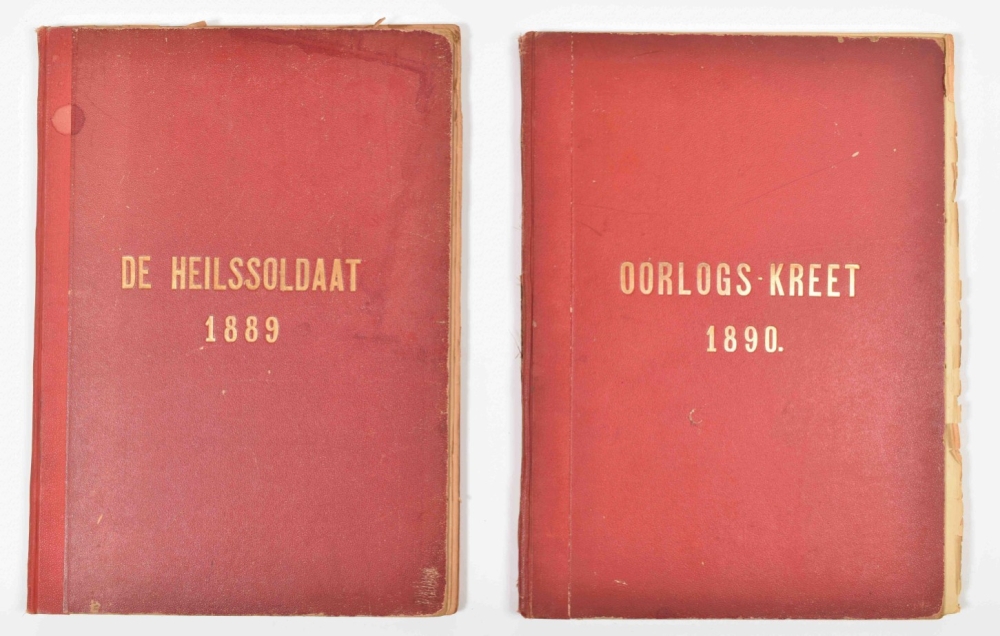 DE HEILSSOLDAAT
1889
OORLOGS-KREET
1890.